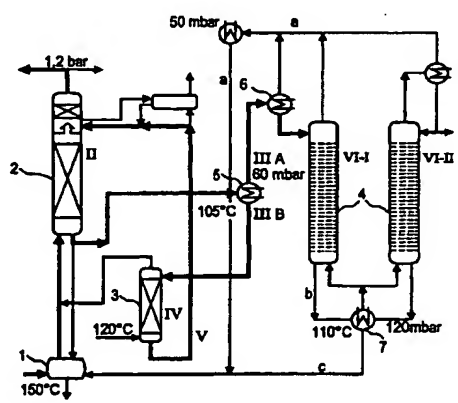 50 mbar
a
1,2 bar
6
a
II
III A
60 mbar
VI-I
VI-II
2
5
4
105°C
III B
3
IV
b
120°C
V
110°C
120mbar
1
7
c
150°C